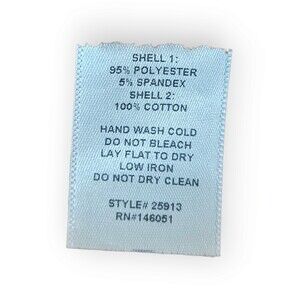 SHELL 1:
95% POLYESTER
5% SPANDEX
SHELL 2:
100% COTTON
HAND WASH COLD
DO NOT BLEACH
LAY FLAT TO DRY
LOW IRON
DO NOT DRY CLEAN
STYLE# 25913
RN#146051